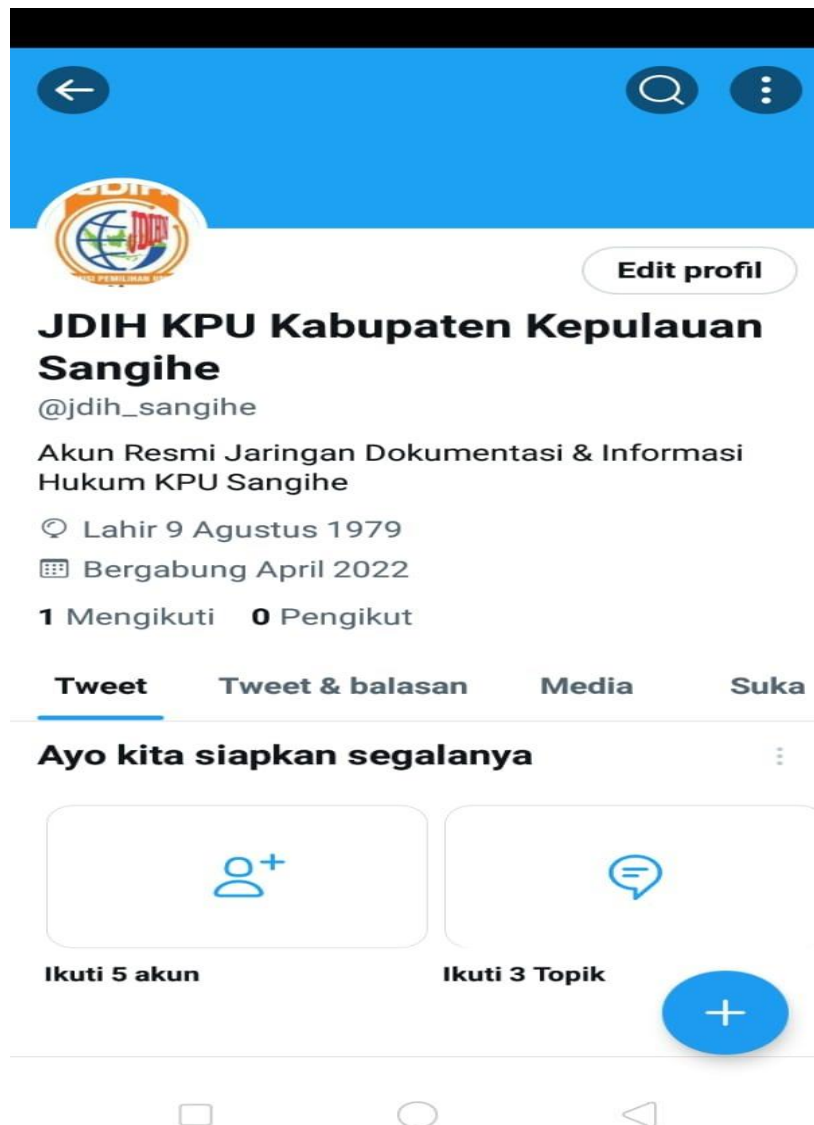 JDIH
JDIHN
Edit profil
JDIH KPU Kabupaten Kepulauan
Sangihe
@jdih_sangihe
Akun Resmi Jaringan Dokumentasi & Informasi
Hukum KPU Sangihe
Lahir 9 Agustus 1979
Bergabung April 2022
1 Mengikuti 0 Pengikut
Tweet Tweet & balasan Media Suka
Ayo kita siapkan segalanya
Ikuti 5 akun Ikuti 3 Topik